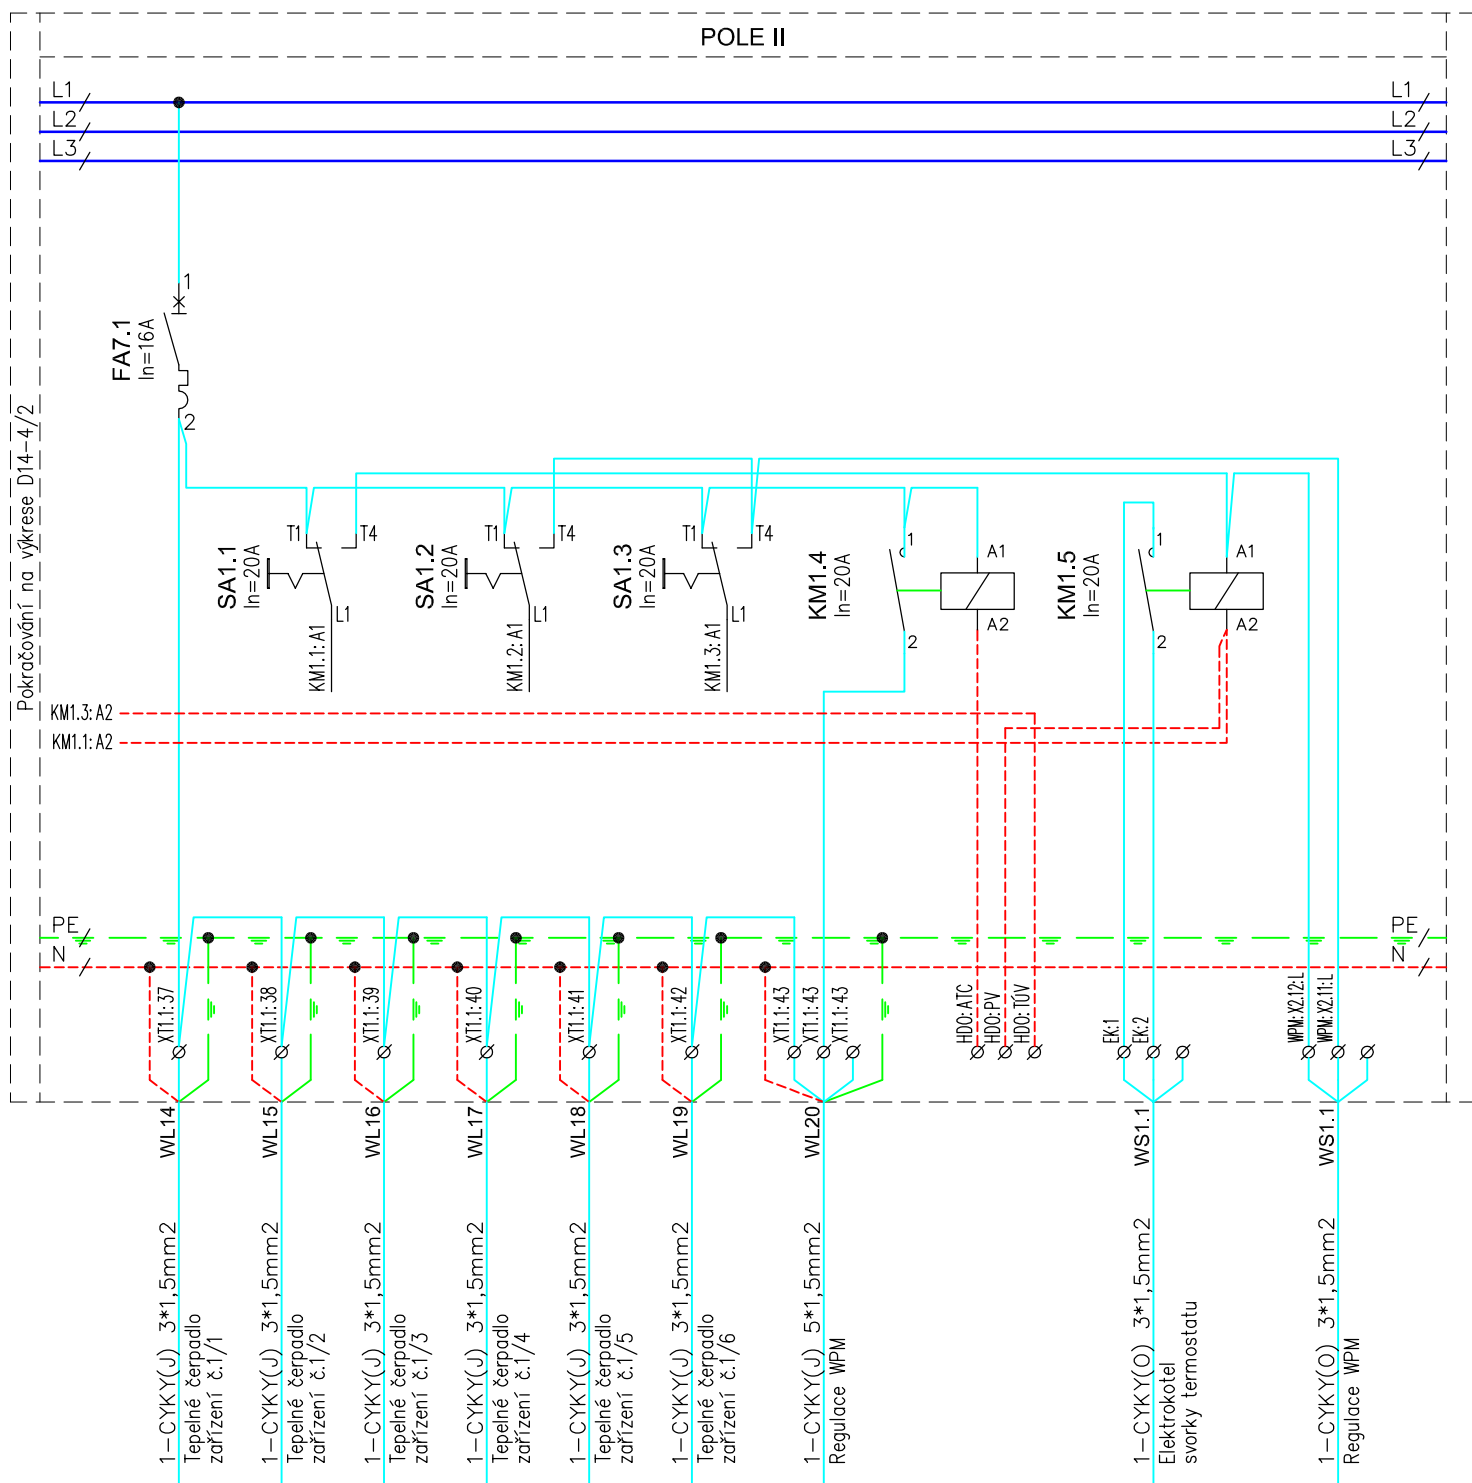 POLE II
L1
L1
L2
L2
L3
L3
Pokračování na výkrese D14-4/2
1
FA7.1
In=16A
2
SA1.1
In=20A
T1
T4
L1
KM1.1:A1
SA1.2
In=20A
T1
T4
L1
KM1.2:A1
SA1.3
In=20A
T1
T4
L1
KM1.3:A1
KM1.4
In=20A
1
2
A1
A2
KM1.5
In=20A
1
2
A1
A2
KM1.3:A2
KM1.1:A2
PE
PE
N
N
XT1.1:37
XT1.1:38
XT1.1:39
XT1.1:40
XT1.1:41
XT1.1:42
XT1.1:43
XT1.1:43
XT1.1:43
HDO:ATC
HDO:PV
HDO:TÚV
EK:1
EK:2
WPM:X2.12:L
WPM:X2.11:L
WL14
WL15
WL16
WL17
WL18
WL19
WL20
WS1.1
WS1.1
1-CYKY(J) 3*1,5mm2
Tepelné čerpadlo
zařízení č.1/1
1-CYKY(J) 3*1,5mm2
Tepelné čerpadlo
zařízení č.1/2
1-CYKY(J) 3*1,5mm2
Tepelné čerpadlo
zařízení č.1/3
1-CYKY(J) 3*1,5mm2
Tepelné čerpadlo
zařízení č.1/4
1-CYKY(J) 3*1,5mm2
Tepelné čerpadlo
zařízení č.1/5
1-CYKY(J) 3*1,5mm2
Tepelné čerpadlo
zařízení č.1/6
1-CYKY(J) 5*1,5mm2
Regulace WPM
1-CYKY(O) 3*1,5mm2
Elektrokotel
svorky termostatu
1-CYKY(O) 3*1,5mm2
Regulace WPM